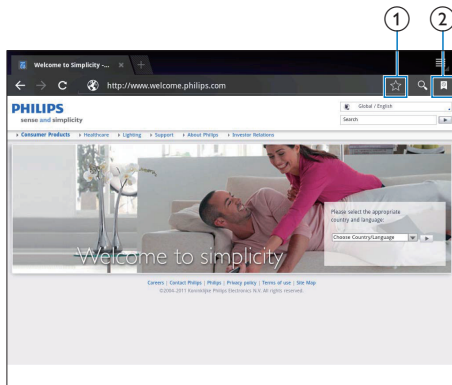 1 2
Welcome to Simplicity -...
http://www.welcome.philips.com
PHILIPS
sense and simplicity
Global / English
Search
Consumer Products Healthcare Lighting Support About Philips Investor Relations
Please select the appropriate
country and language:
Choose Country/Language
Welcome to simplicity
Careers | Contact Philips | Philips | Privacy policy | Terms of use | Site Map
©2004-2011 Koninklijke Philips Electronics N.V. All rights reserved.